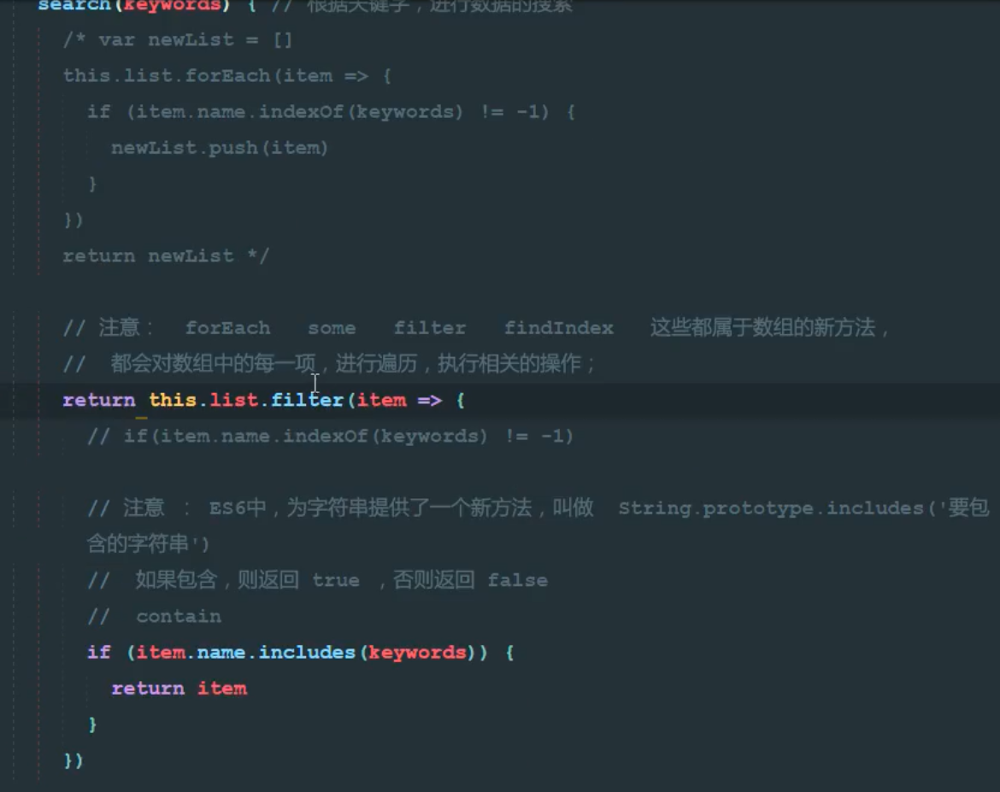 search(keywords) { // 根据关键字，进行数据的搜索
/* var newList = []
this.list.forEach(item => {
if (item.name.indexOf(keywords) != -1) {
newList.push(item)
}
})
return newList */
// 注意： forEach some filter findIndex 这些都属于数组的新方法，
// 都会对数组中的每一项，进行遍历，执行相关的操作；
return this.list.filter(item => {
// if(item.name.indexOf(keywords) != -1)
// 注意 ： ES6中，为字符串提供了一个新方法，叫做 String.prototype.includes('要包
含的字符串')
// 如果包含，则返回 true ，否则返回 false
// contain
if (item.name.includes(keywords)) {
return item
}
})